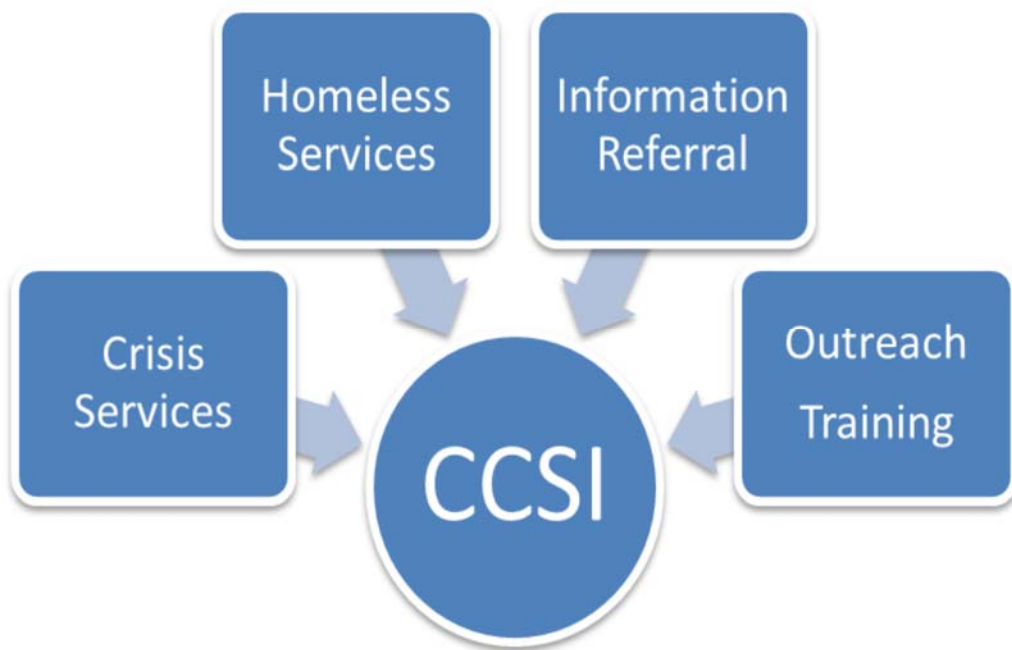 Homeless
Services
Information
Referral
Crisis
Services
Outreach
Training
CCSI